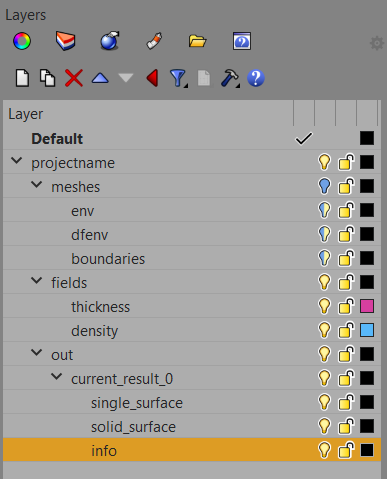 Layers
Layer
Default
projectname
meshes
env
dfenv
boundaries
fields
thickness
density
out
current_result_0
single_surface
solid_surface
info